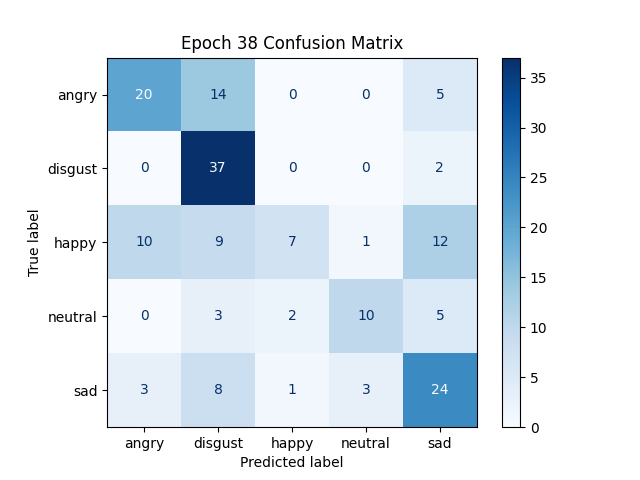 Epoch 38 Confusion Matrix
True label
angry 20 14 0 0 5
disgust 0 37 0 0 2
happy 10 9 7 1 12
neutral 0 3 2 10 5
sad 3 8 1 3 24
angry disgust happy neutral sad
Predicted label
35
30
25
20
15
10
5
0